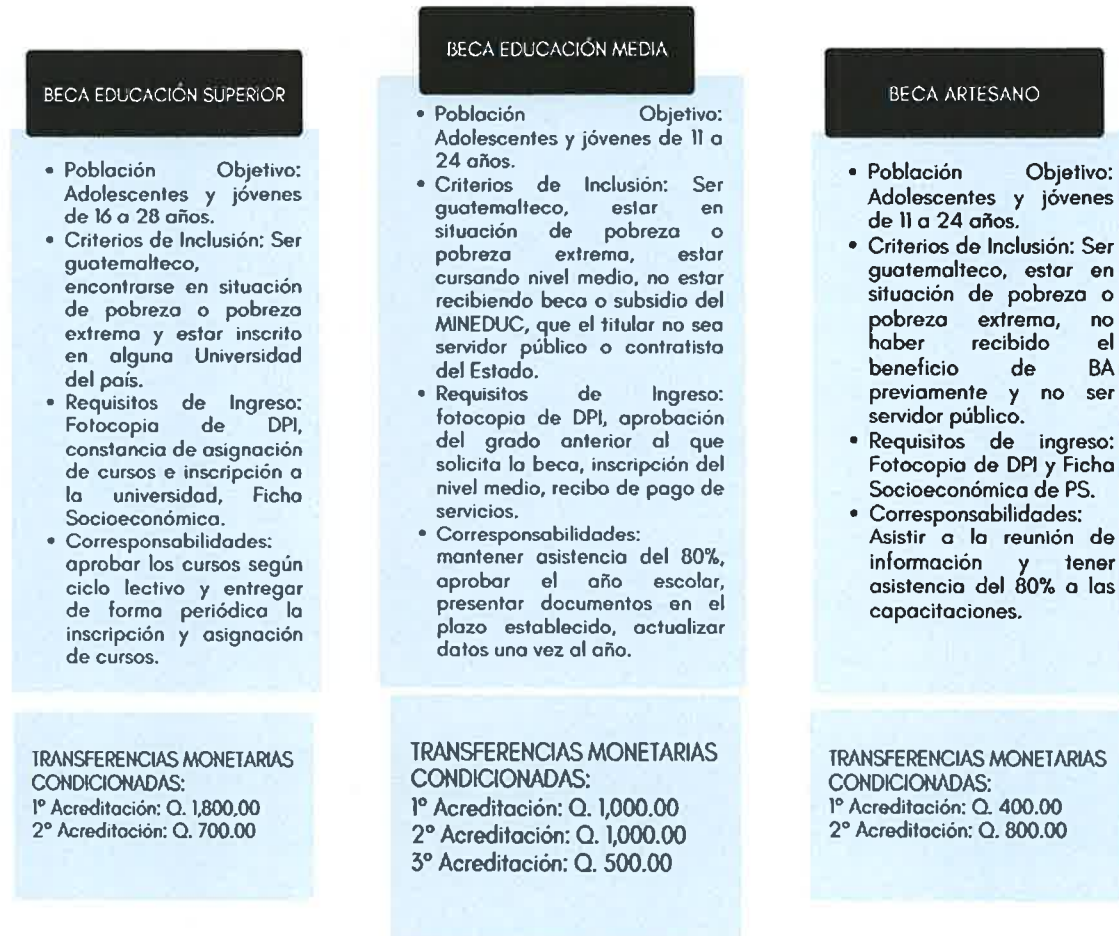 BECA EDUCACIÓN SUPERIOR
• Población Objetivo:
Adolescentes y jóvenes
de 16 a 28 años.
• Criterios de Inclusión: Ser
guatemalteco,
encontrarse en situación
de pobreza o pobreza
extrema y estar inscrito
en alguna Universidad
del país.
• Requisitos de Ingreso:
Fotocopia de DPI,
constancia de asignación
de cursos e inscripción a
la universidad, Ficha
Socioeconómica.
• Corresponsabilidades:
aprobar los cursos según
ciclo lectivo y entregar
de forma periódica la
inscripción y asignación
de cursos.
TRANSFERENCIAS MONETARIAS
CONDICIONADAS:
1º Acreditación: Q. 1,800.00
2º Acreditación: Q. 700.00
BECA EDUCACIÓN MEDIA
• Población Objetivo:
Adolescentes y jóvenes de 11 a
24 años.
• Criterios de Inclusión: Ser
guatemalteco, estar en
situación de pobreza o
pobreza extrema, estar
cursando nivel medio, no estar
recibiendo beca o subsidio del
MINEDUC, que el titular no sea
servidor público o contratista
del Estado.
• Requisitos de Ingreso:
fotocopia de DPI, aprobación
del grado anterior al que
solicita la beca, inscripción del
nivel medio, recibo de pago de
servicios.
• Corresponsabilidades:
mantener asistencia del 80%,
aprobar el año escolar,
presentar documentos en el
plazo establecido, actualizar
datos una vez al año.
TRANSFERENCIAS MONETARIAS
CONDICIONADAS:
1º Acreditación: Q. 1,000.00
2º Acreditación: Q. 1,000.00
3º Acreditación: Q. 500.00
BECA ARTESANO
• Población Objetivo:
Adolescentes y jóvenes
de 11 a 24 años.
• Criterios de Inclusión: Ser
guatemalteco, estar en
situación de pobreza o
pobreza extrema, no
haber recibido el
beneficio de BA
previamente y no ser
servidor público.
• Requisitos de ingreso:
Fotocopia de DPI y Ficha
Socioeconómica de PS.
• Corresponsabilidades:
Asistir a la reunión de
información y tener
asistencia del 80% a las
capacitaciones.
TRANSFERENCIAS MONETARIAS
CONDICIONADAS:
1º Acreditación: Q. 400.00
2º Acreditación: Q. 800.00